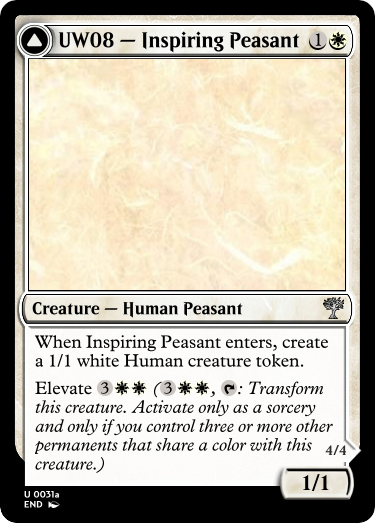 UW08 — Inspiring Peasant 1
Creature — Human Peasant
When Inspiring Peasant enters, create
a 1/1 white Human creature token.
Elevate 3 (3, : Transform
this creature. Activate only as a sorcery
and only if you control three or more other
permanents that share a color with this
creature.)
4/4
1/1
U 0031a
END